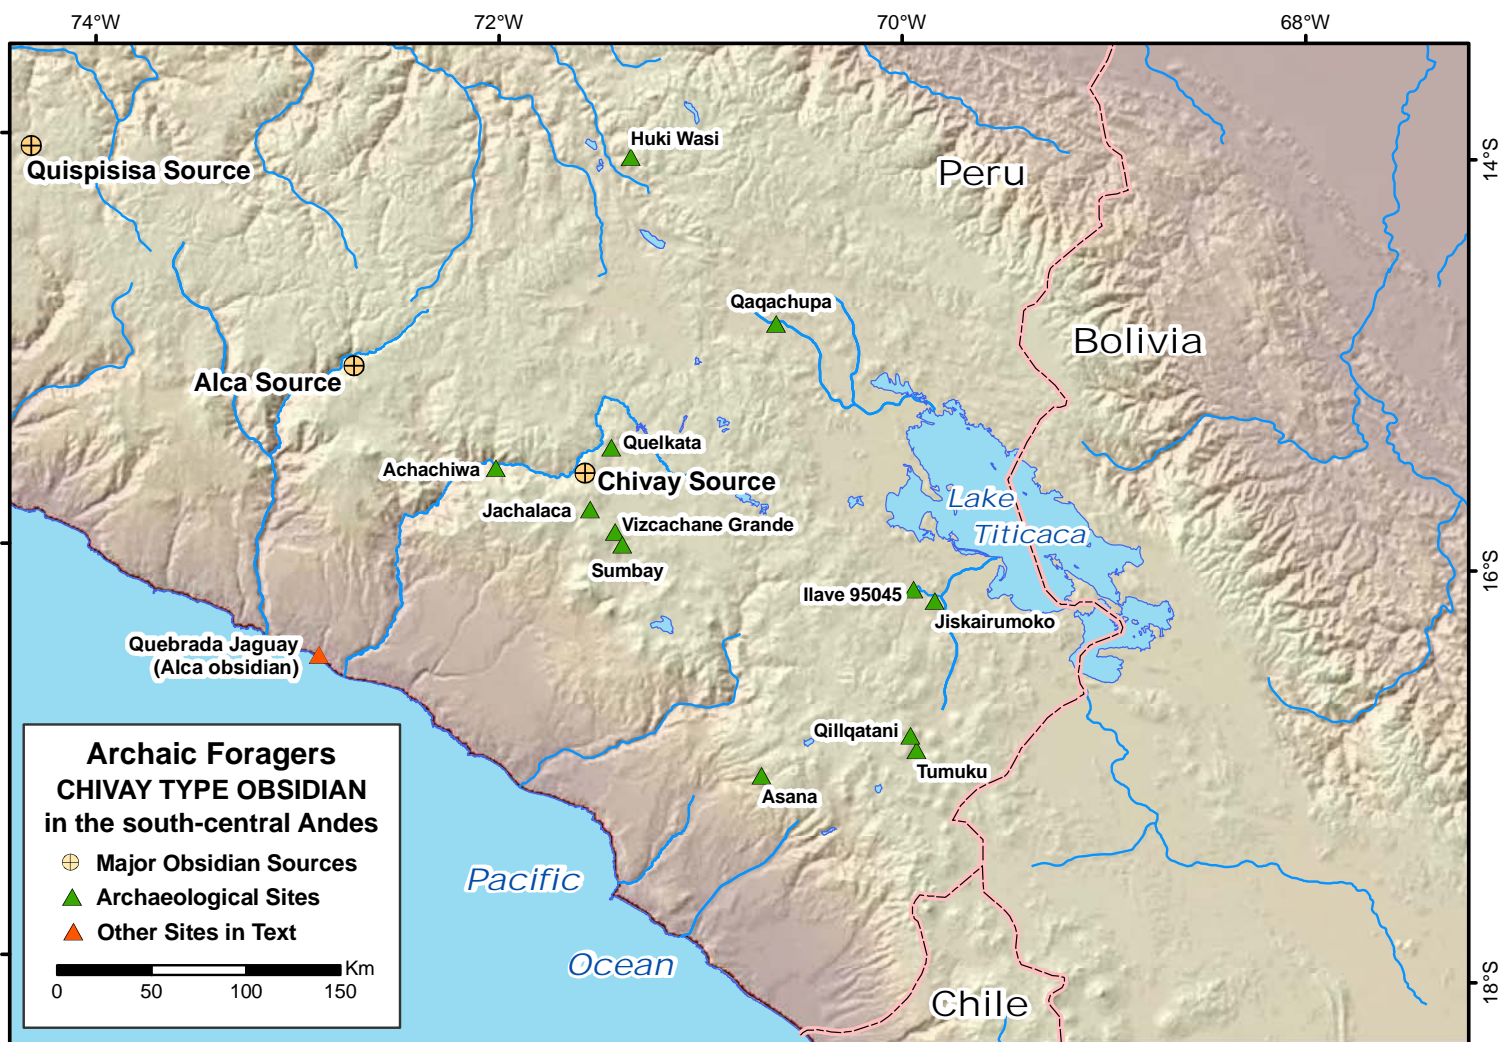 74°W
72°W
70°W
68°W
Huki Wasi
Quispisisa Source
Peru
14°S
Qaqachupa
Bolivia
Alca Source
Quelkata
Achachiwa
Chivay Source
Jachalaca
Vizcachane Grande
Sumbay
Lake
Titicaca
16°S
Ilave 95045
Jiskairumoko
Quebrada Jaguay
(Alca obsidian)
Qillqatani
Tumuku
Asana
Archaic Foragers
CHIVAY TYPE OBSIDIAN
in the south-central Andes
Major Obsidian Sources
Archaeological Sites
Other Sites in Text
Km
0 50 100 150
Pacific
Ocean
Chile
18°S